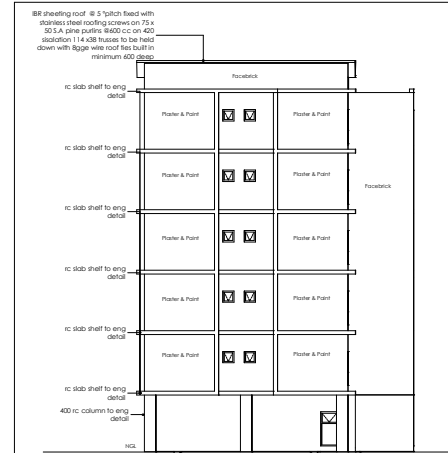 IBR sheeting roof @ 5 °pitch fixed with
stainless steel roofing screws on 75 x
50 S.A pine purlins @600 cc on 420
sisalation 114 x38 trusses to be held
down with 8gge wire roof ties built in
minimum 600 deep
Facebrick
rc slab shelf to eng
detail
Plaster & Paint
Plaster & Paint
rc slab shelf to eng
detail
Plaster & Paint
Plaster & Paint
Facebrick
rc slab shelf to eng
detail
Plaster & Paint
Plaster & Paint
rc slab shelf to eng
detail
Plaster & Paint
Plaster & Paint
rc slab shelf to eng
detail
Plaster & Paint
Plaster & Paint
rc slab shelf to eng
detail
400 rc column to eng
detail
NGL